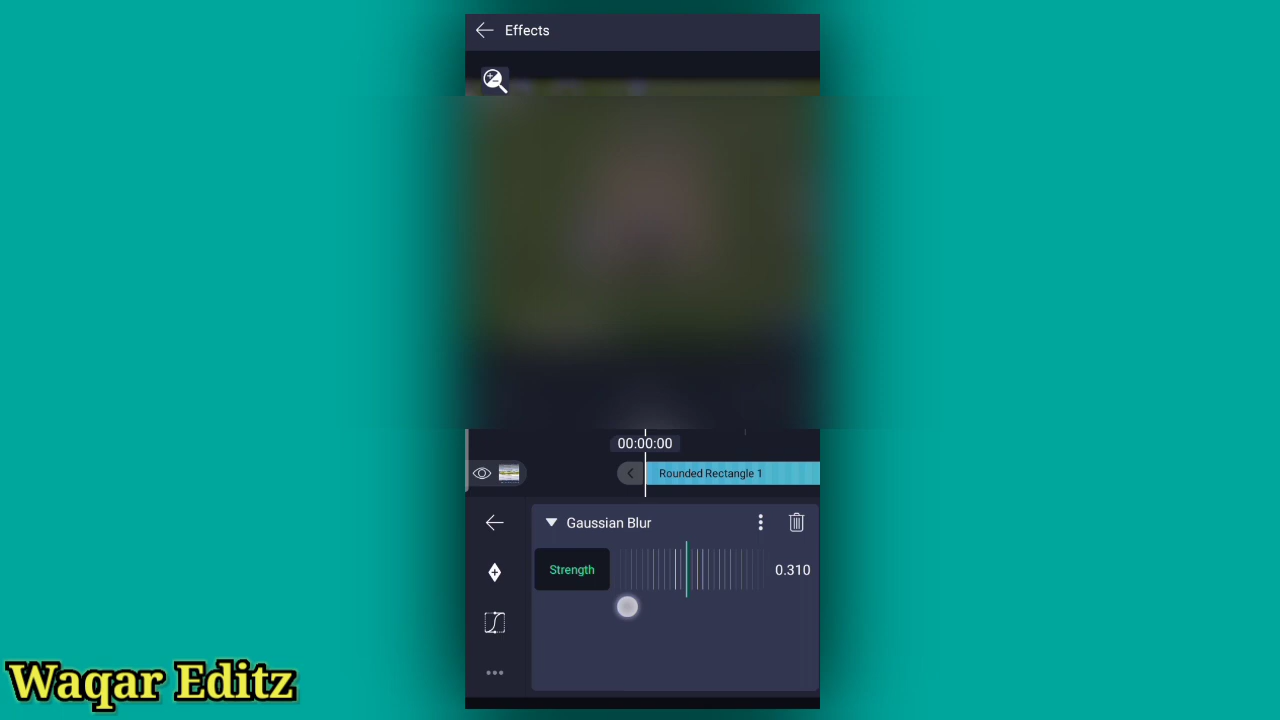 Effects
00:00:00
Rounded Rectangle 1
Gaussian Blur
Strength
0.310
Waqar Editz